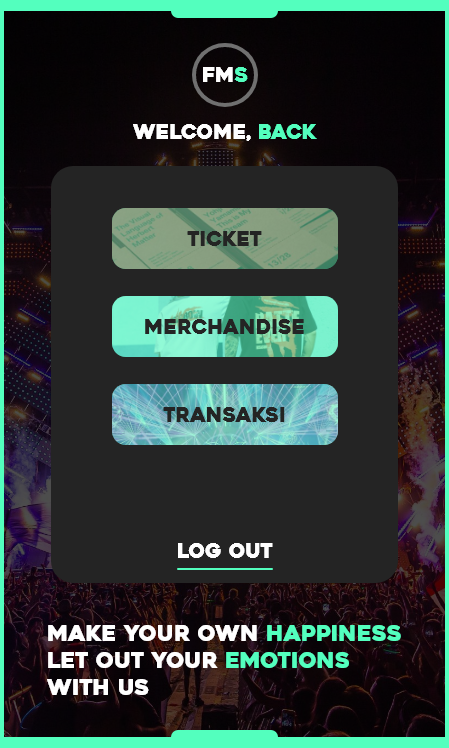 FMS
WELCOME, BACK
TICKET
MERCHANDISE
TRANSAKSI
LOG OUT
MAKE YOUR OWN HAPPINESS
LET OUT YOUR EMOTIONS
WITH US